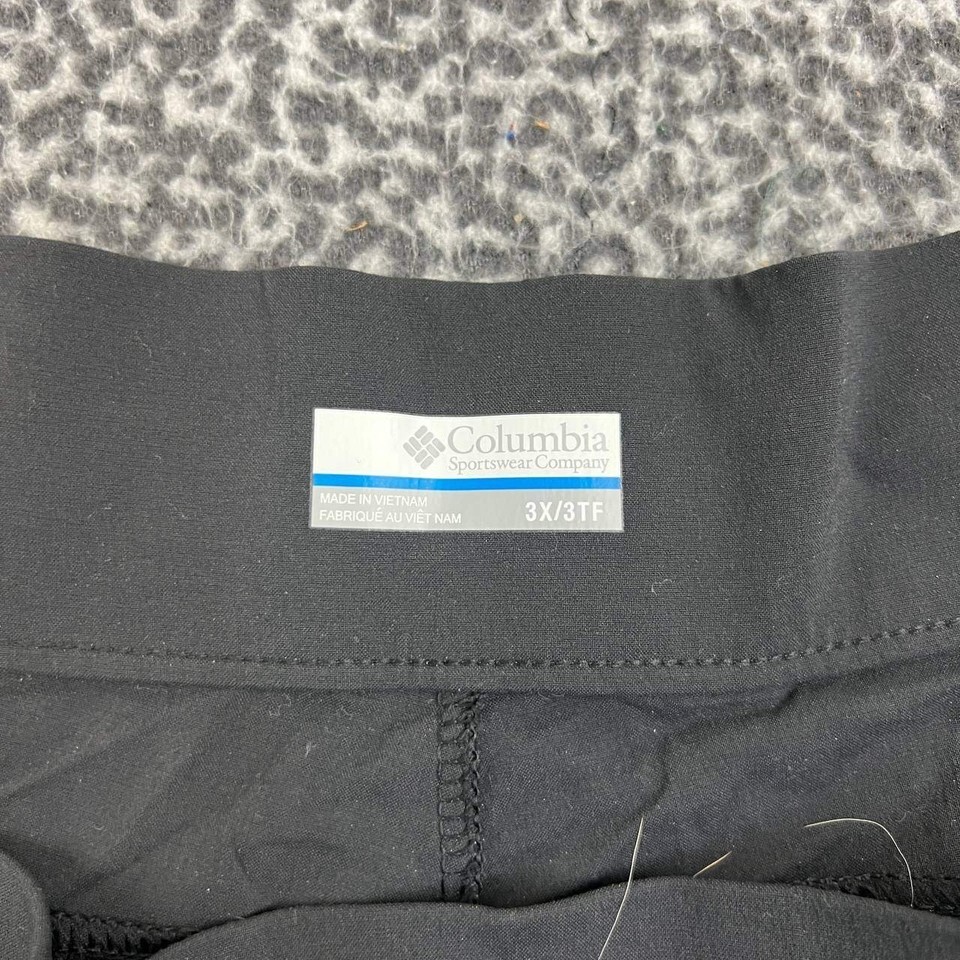 Columbia
Sportswear Company
MADE IN VIETNAM
FABRIQUÉ AU VIÊT NAM
3X/3TF